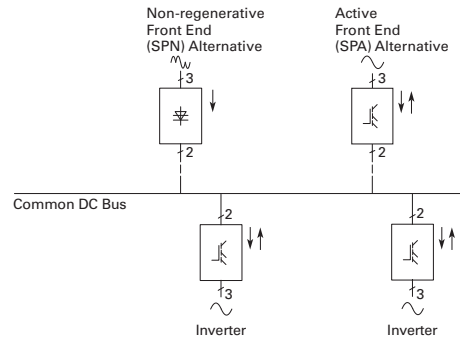 Non-regenerative
Front End
(SPN) Alternative
Active
Front End
(SPA) Alternative
3
3
2
2
Common DC Bus
2
2
3
3
Inverter
Inverter